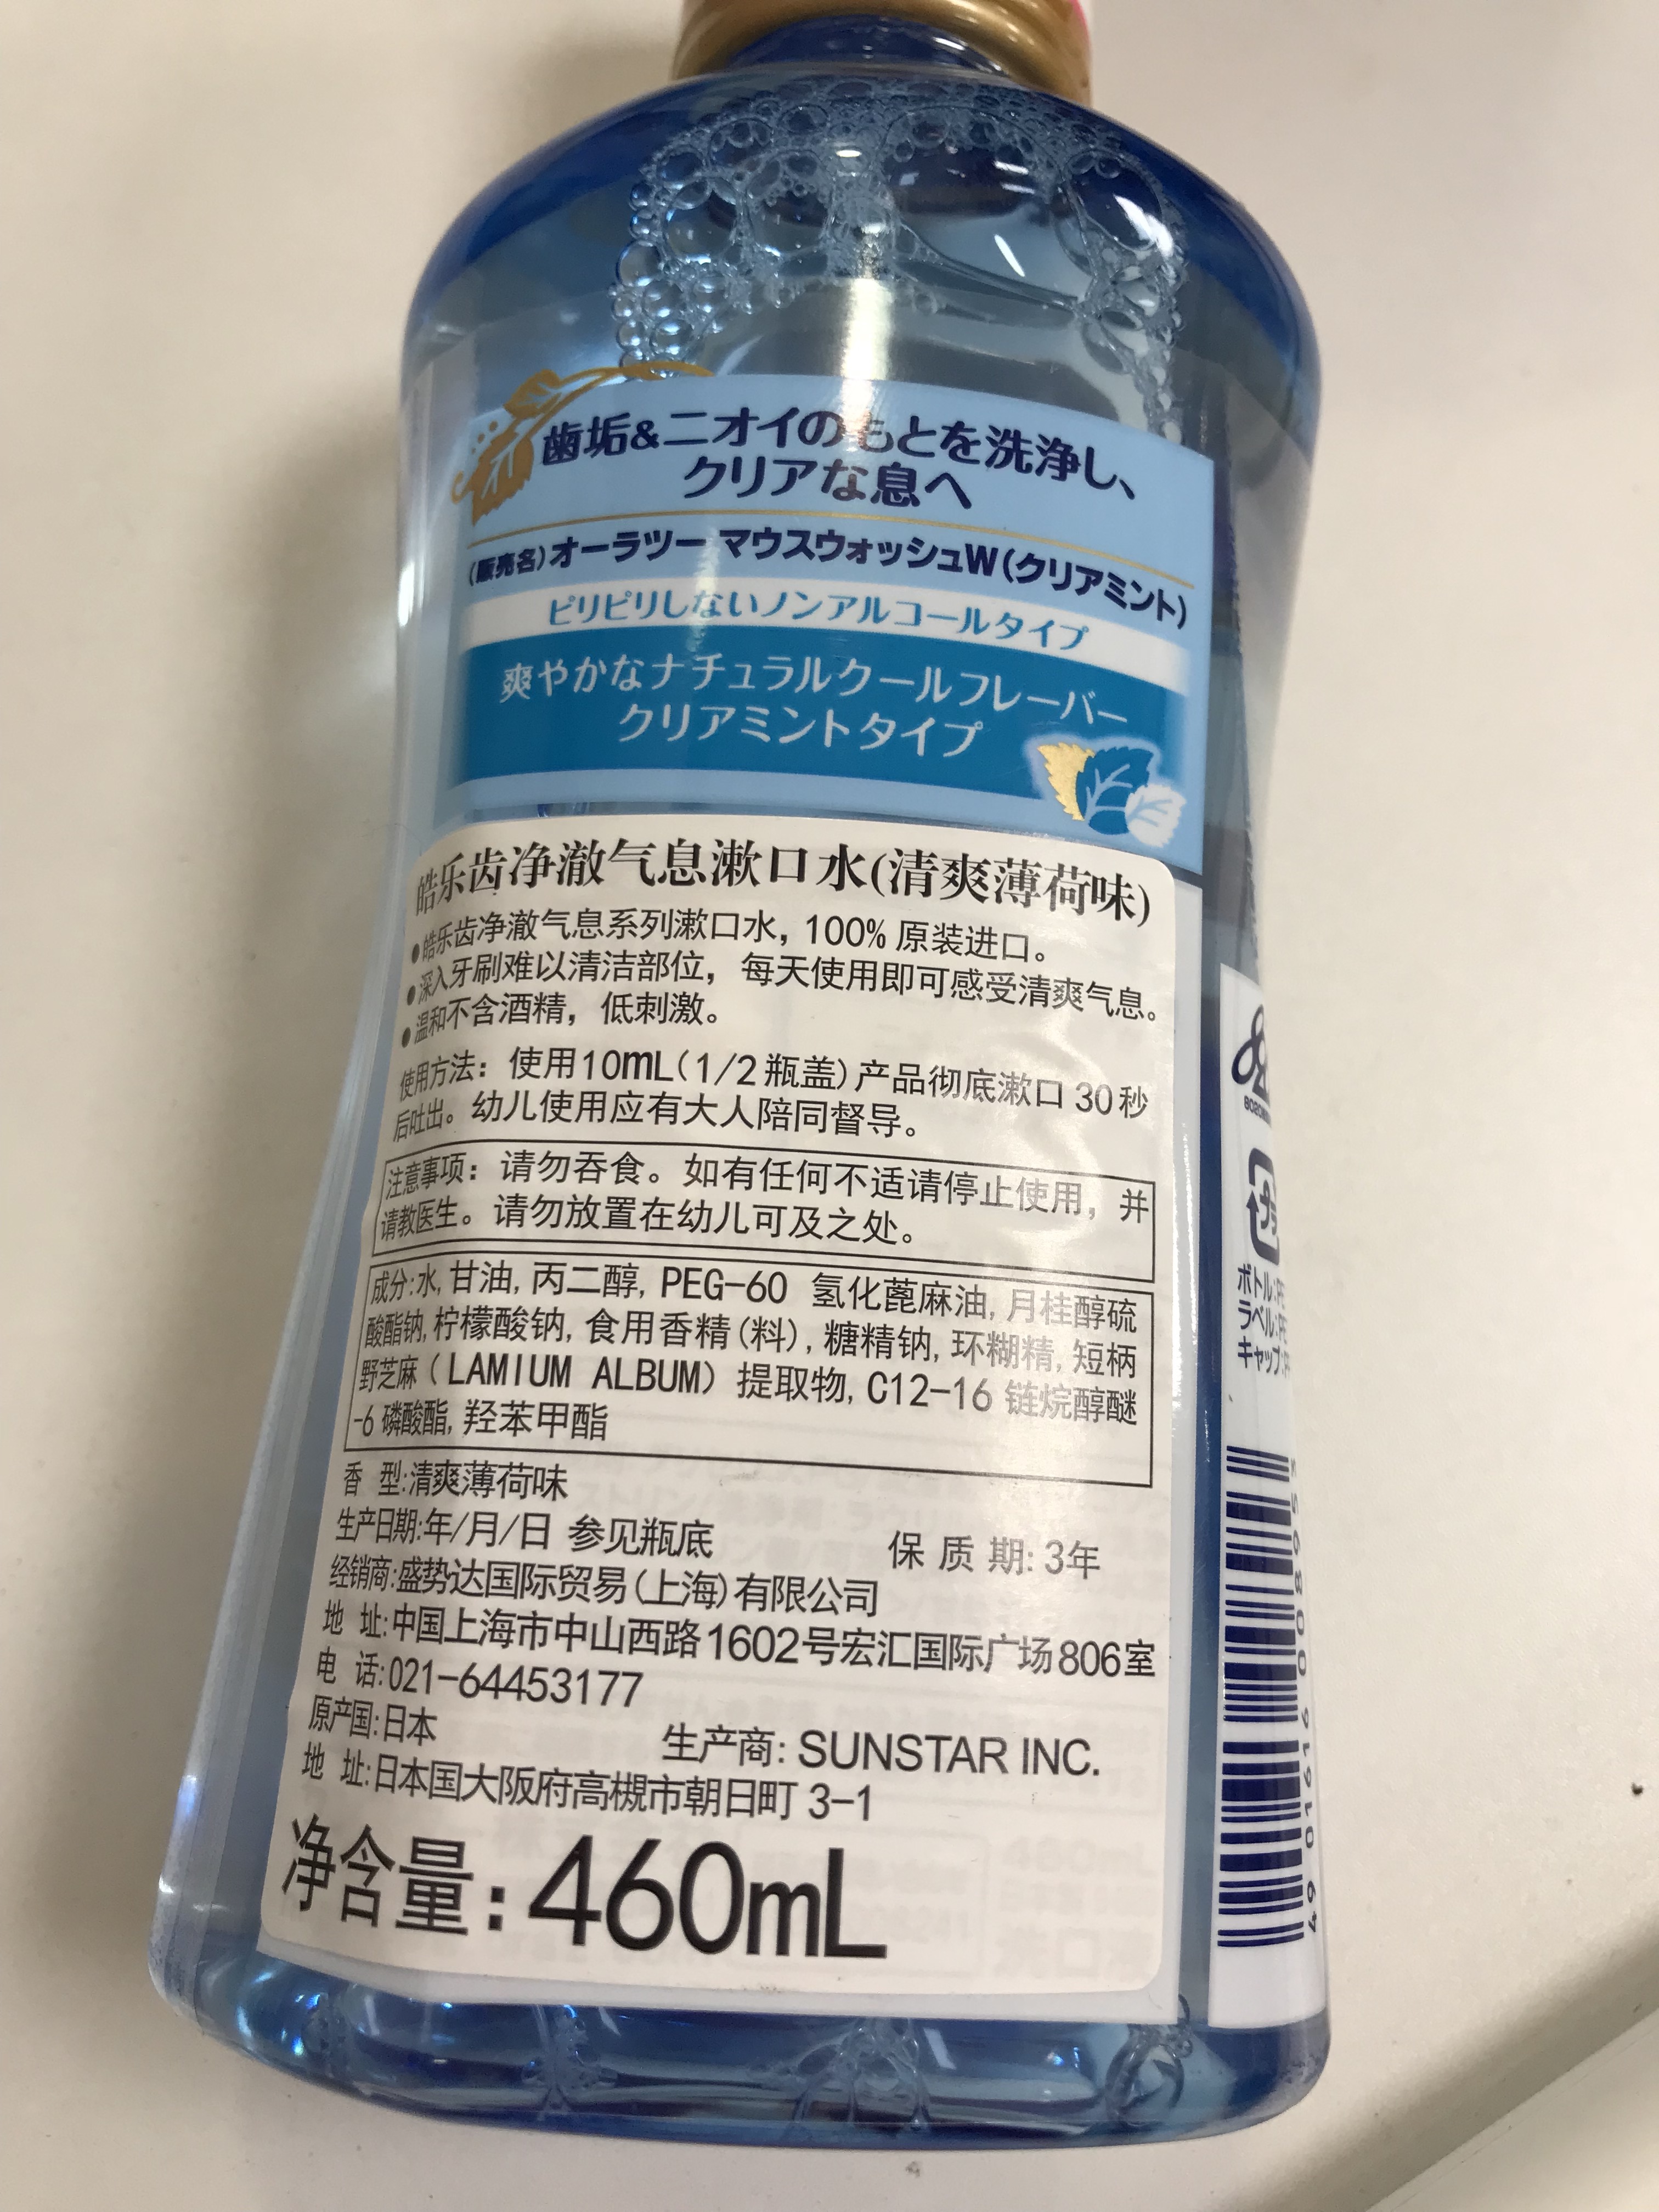 歯垢&ニオイのもとを洗浄し、
クリアな息へ
(販売名)オーラツー マウスウォッシュW(クリアミント)
ピリピリしないノンアルコールタイプ
爽やかなナチュラルクールフレーバー
クリアミントタイプ
皓乐齿净澈气息漱口水(清爽薄荷味)
●皓乐齿净澈气息系列漱口水，100%原装进口。
●深入牙刷难以清洁部位，每天使用即可感受清爽气息。
●温和不含酒精，低刺激。
使用方法：使用10mL(1/2瓶盖)产品彻底漱口30秒
后吐出。幼儿使用应有大人陪同督导。
注意事项：请勿吞食。如有任何不适请停止使用，并
请教医生。请勿放置在幼儿可及之处。
成分:水,甘油,丙二醇,PEG-60 氢化蓖麻油,月桂醇硫
酸酯钠,柠檬酸钠,食用香精(料),糖精钠,环糊精,短柄
野芝麻(LAMIUM ALBUM)提取物,C12-16 链烷醇醚
-6 磷酸酯,羟苯甲酯
香 型:清爽薄荷味
生产日期:年/月/日 参见瓶底 保 质 期:3年
经销商:盛势达国际贸易(上海)有限公司
地 址:中国上海市中山西路1602号宏汇国际广场806室
电 话:021-64453177
原产国:日本 生产商: SUNSTAR INC.
地 址:日本国大阪府高槻市朝日町 3-1
净含量:460mL
ボトル:
ラベル:
キャップ: